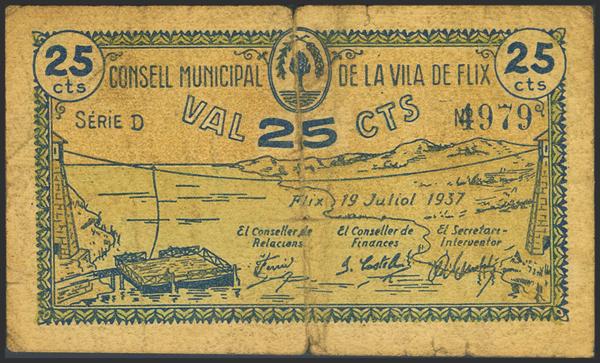 25 cts
25 cts
CONSELL MUNICIPAL DE LA VILA DE FLIX
VAL 25 CTS
SÈRIE D
Nº 4979
Flix 19 Juliol 1937
El Conseller de Relacions
El Conseller de Finances
El Secretari-Interventor